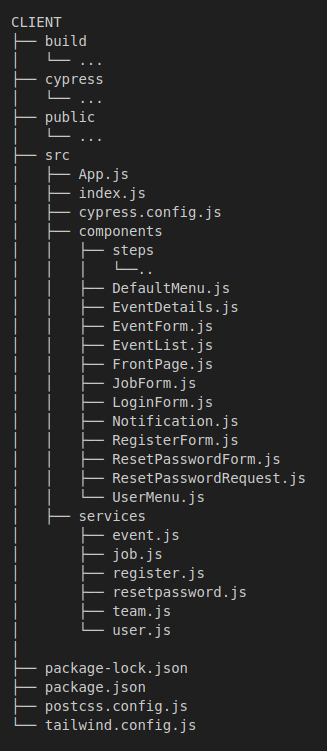 CLIENT
├── build
│   └── ...
├── cypress
│   └── ...
├── public
│   └── ...
├── src
│   ├── App.js
│   ├── index.js
│   ├── cypress.config.js
│   ├── components
│   │   ├── steps
│   │   │   └──..
│   │   ├── DefaultMenu.js
│   │   ├── EventDetails.js
│   │   ├── EventForm.js
│   │   ├── EventList.js
│   │   ├── FrontPage.js
│   │   ├── JobForm.js
│   │   ├── LoginForm.js
│   │   ├── Notification.js
│   │   ├── RegisterForm.js
│   │   ├── ResetPasswordForm.js
│   │   ├── ResetPasswordRequest.js
│   │   └── UserMenu.js
│   ├── services
│       ├── event.js
│       ├── job.js
│       ├── register.js
│       ├── resetpassword.js
│       ├── team.js
│       └── user.js
│
├── package-lock.json
├── package.json
├── postcss.config.js
└── tailwind.config.js